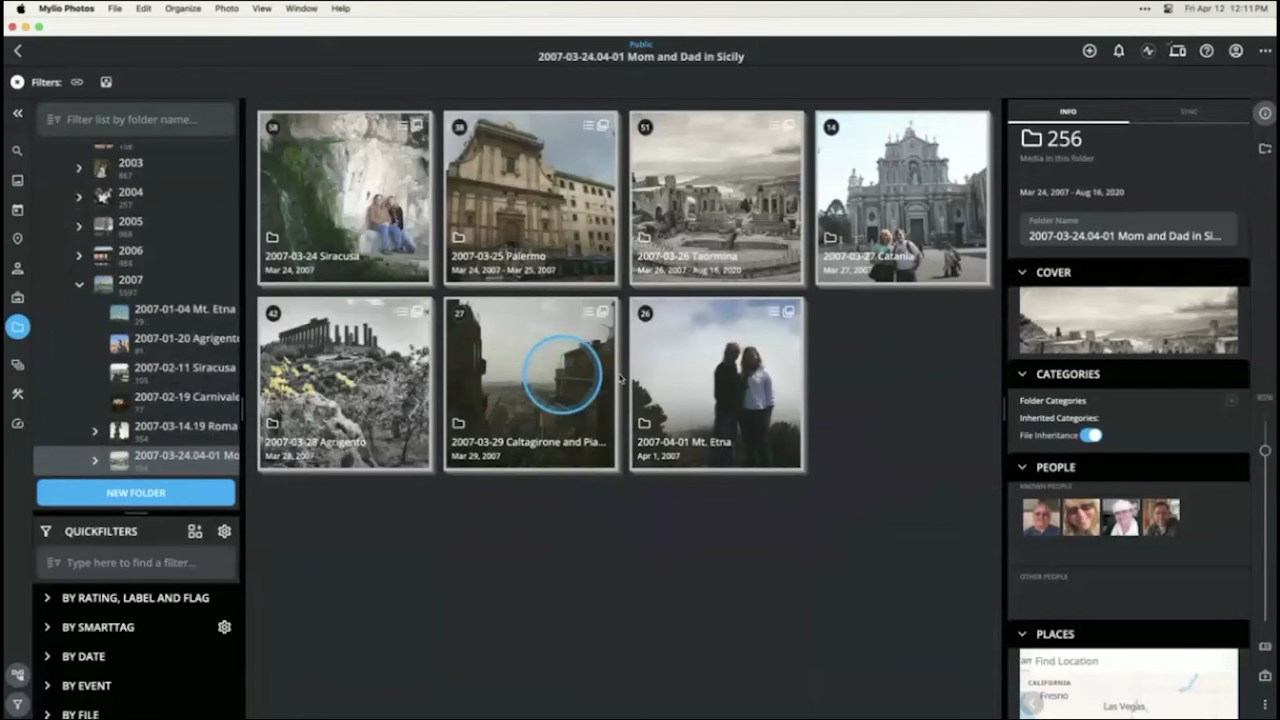 Mylio Photos File Edit Organize Photo View Window Help ••• Fri Apr 12 12:11 PM
Public
2007-03-24.04-01 Mom and Dad in Sicily
Filters:
Filter list by folder name...
2003
867
2004
257
2005
2006
2007
5597
2007-01-04 Mt. Etna
29
2007-01-20 Agrigent
81
2007-02-11 Siracusa
105
2007-02-19 Carnivale
77
2007-03-14.19 Roma
354
2007-03-24.04-01 Mo
NEW FOLDER
QUICKFILTERS
Type here to find a filter...
BY RATING, LABEL AND FLAG
BY SMARTTAG
BY DATE
BY EVENT
BY FILE
58
2007-03-24 Siracusa
Mar 24, 2007
38
2007-03-25 Palermo
Mar 24, 2007 - Mar 25, 2007
51
2007-03-26 Taormina
Mar 26, 2007 - Aug 16, 2020
14
1
2007-03-27 Catania
Mar 27, 2007
42
2007-03-28 Agrigento
Mar 28, 2007
27
2007-03-29 Caltagirone and Pia...
Mar 29, 2007
26
2007-04-01 Mt. Etna
Apr 1, 2007
INFO SYNC
256
Media in this folder
Mar 24, 2007 - Aug 16, 2020
Folder Name
2007-03-24.04-01 Mom and Dad in Si...
COVER
CATEGORIES
Folder Categories
Inherited Categories:
File Inheritance
PEOPLE
KNOWN PEOPLE
OTHER PEOPLE
PLACES
Find Location
CALIFORNIA
Fresno
Las Vegas